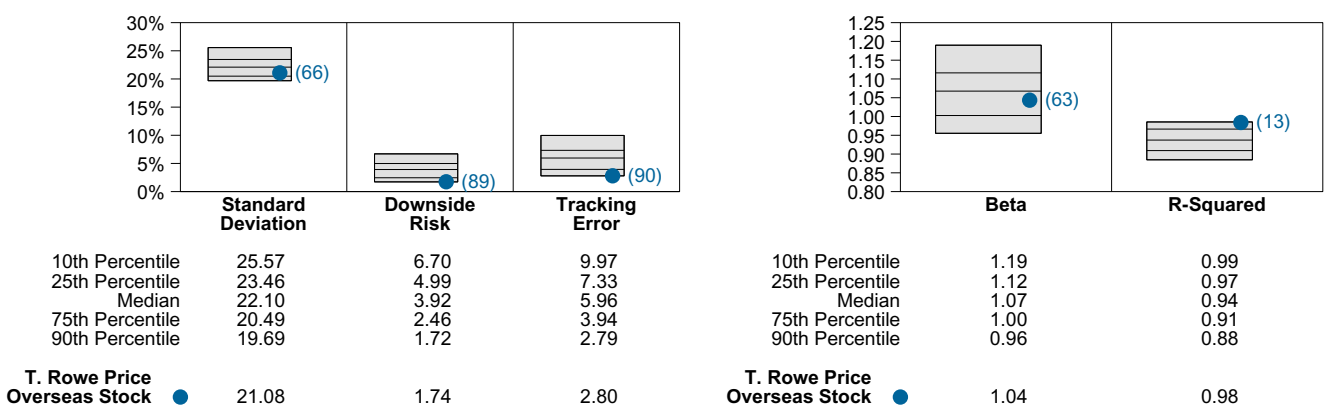 30%
25%
20%
15%
10%
5%
0%
(66)
(89)
(90)
Standard Deviation
Downside Risk
Tracking Error
10th Percentile 25.57 6.70 9.97
25th Percentile 23.46 4.99 7.33
Median 22.10 3.92 5.96
75th Percentile 20.49 2.46 3.94
90th Percentile 19.69 1.72 2.79
T. Rowe Price
Overseas Stock 21.08 1.74 2.80
1.25
1.20
1.15
1.10
1.05
1.00
0.95
0.90
0.85
0.80
(63)
(13)
Beta R-Squared
10th Percentile 1.19 0.99
25th Percentile 1.12 0.97
Median 1.07 0.94
75th Percentile 1.00 0.91
90th Percentile 0.96 0.88
T. Rowe Price
Overseas Stock 1.04 0.98